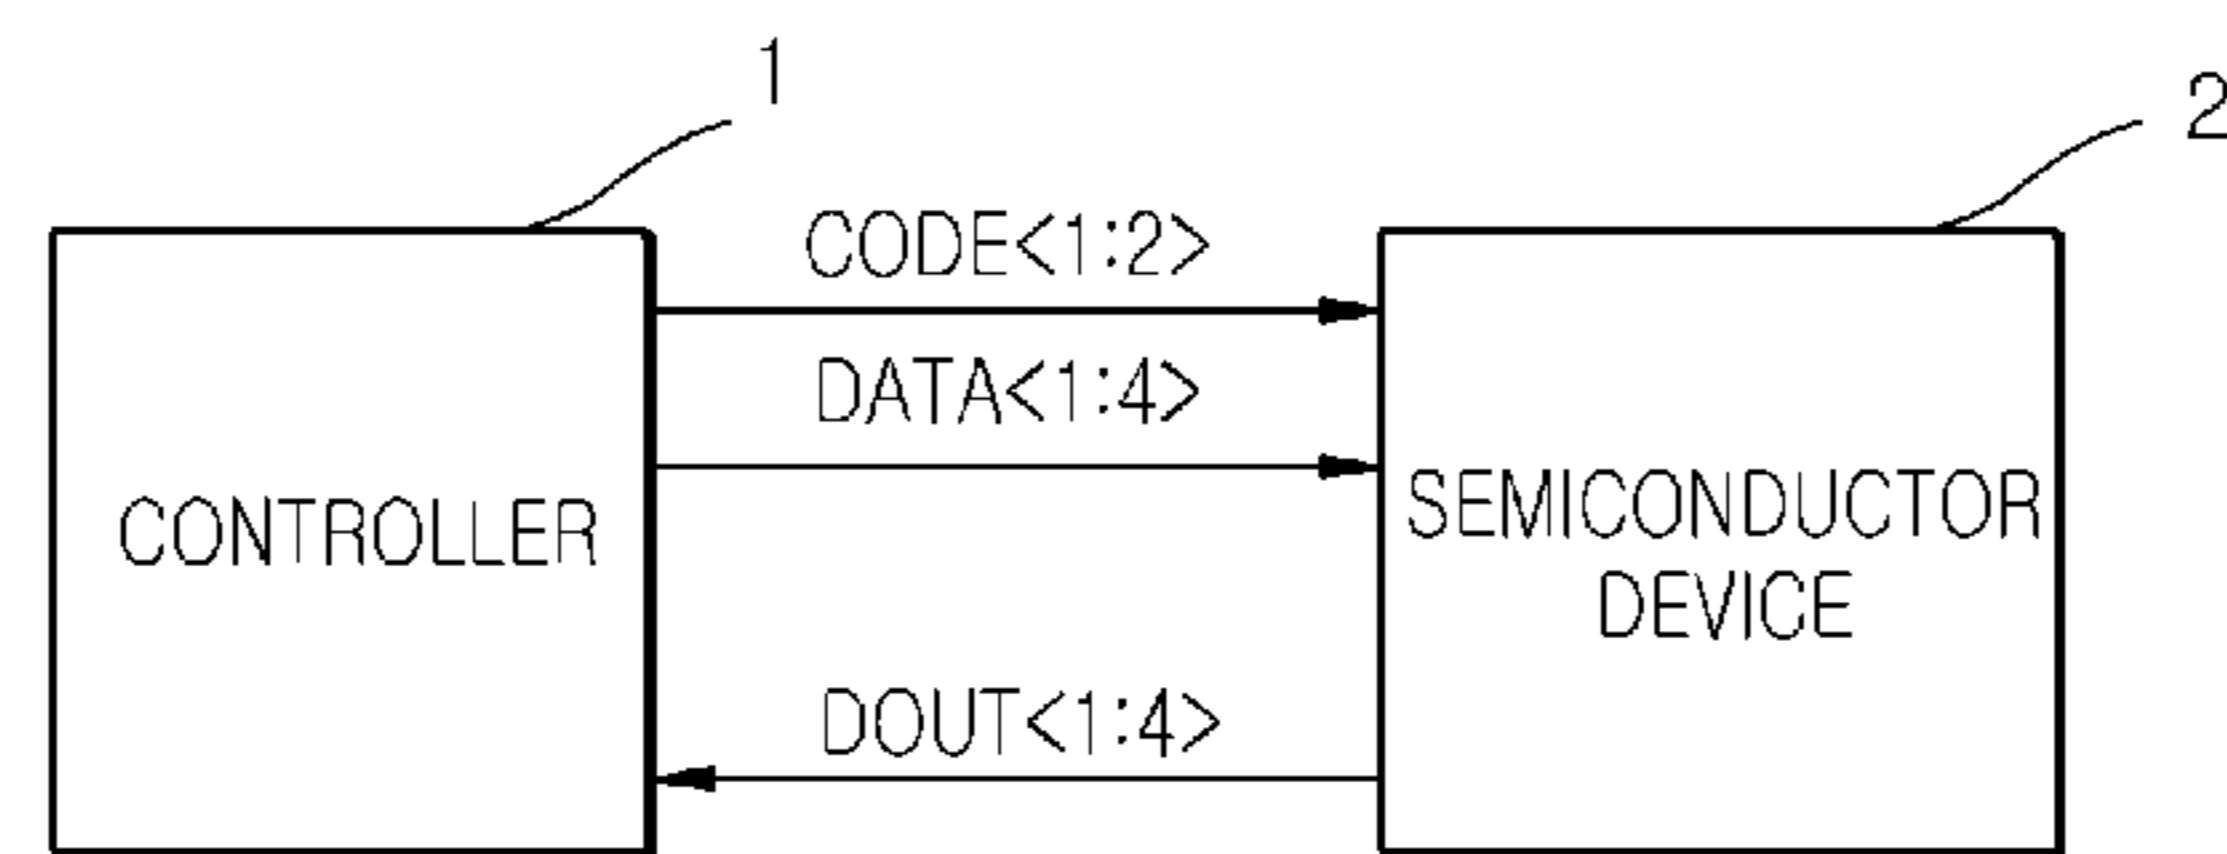 1
2
CODE<1:2>
DATA<1:4>
CONTROLLER
SEMICONDUCTOR
DEVICE
DOUT<1:4>